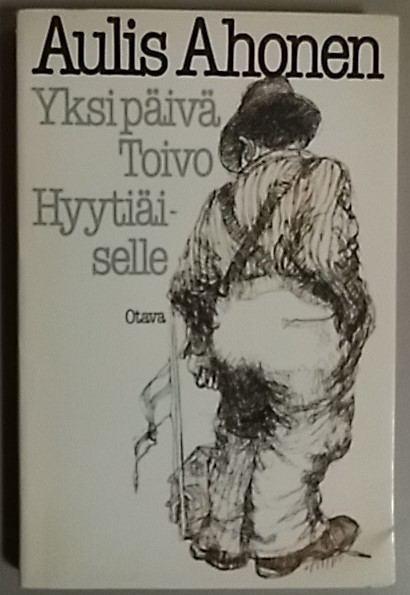 Aulis Ahonen
Yksi päivä
Toivo
Hyytiäi-
selle
Otava